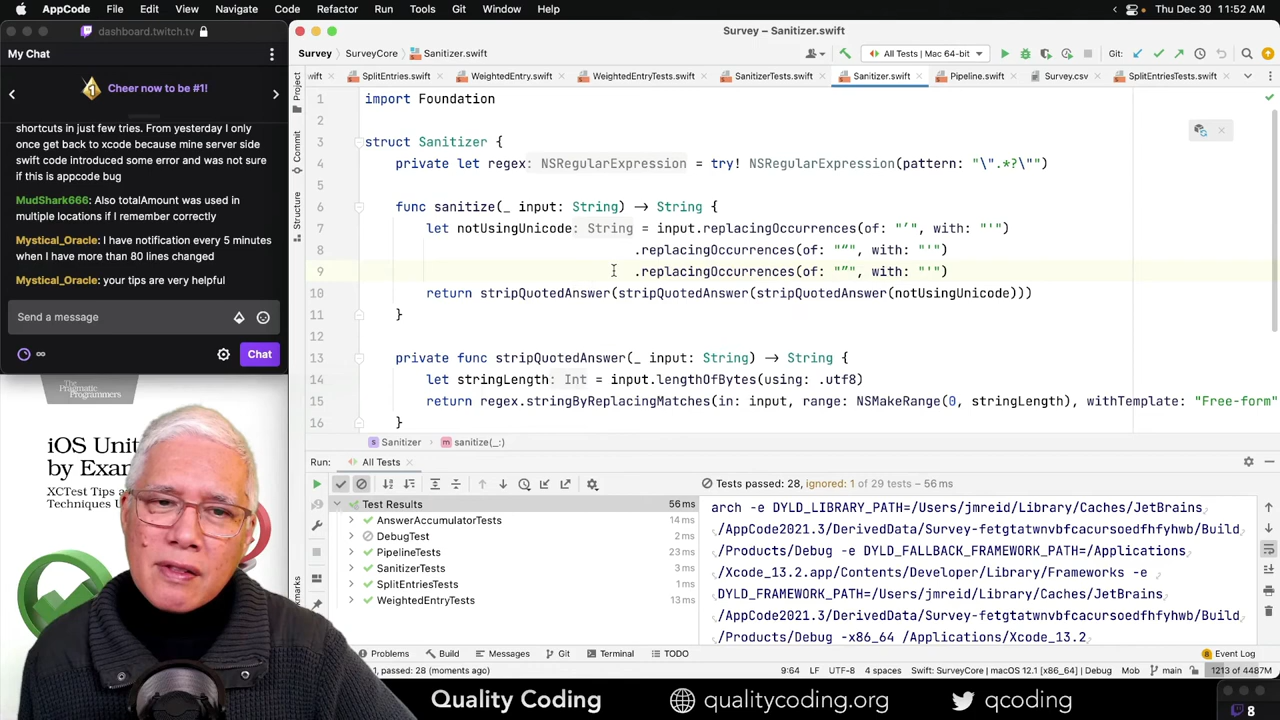 AppCode File Edit View Navigate Code Refactor Run Tools Git Window Help Thu Dec 30 11:52 AM
dashboard.twitch.tv
My Chat
1
Cheer now to be #1!
shortcuts in just few tries. From yesterday I only
once get back to xcode because mine server side
swift code introduced some error and was not sure
if this is appcode bug
MudShark666: Also totalAmount was used in
multiple locations if I remember correctly
Mystical_Oracle: I have notification every 5 minutes
when I have more than 80 lines changed
Mystical_Oracle: your tips are very helpful
Send a message
∞
Chat
The
Pragmatic
Programmers
iOS Unit
by Exam
XCTest Tips a
Techniques U
Survey – Sanitizer.swift
Survey SurveyCore Sanitizer.swift
All Tests | Mac 64-bit
Git:
wift SplitEntries.swift WeightedEntry.swift WeightedEntryTests.swift SanitizerTests.swift Sanitizer.swift Pipeline.swift Survey.csv SplitEntriesTests.swift
Project
Commit
Structure
1 import Foundation
2
3 struct Sanitizer {
4 private let regex: NSRegularExpression = try! NSRegularExpression(pattern: "\".*?\"")
5
6 func sanitize(_ input: String) → String {
7 let notUsingUnicode: String = input.replacingOccurrences(of: "’", with: "'")
8 .replacingOccurrences(of: "“", with: "'")
9 .replacingOccurrences(of: "”", with: "'")
10 return stripQuotedAnswer(stripQuotedAnswer(stripQuotedAnswer(notUsingUnicode)))
11 }
12
13 private func stripQuotedAnswer(_ input: String) → String {
14 let stringLength: Int = input.lengthOfBytes(using: .utf8)
15 return regex.stringByReplacingMatches(in: input, range: NSMakeRange(0, stringLength), withTemplate: "Free-form"
16 }
Sanitizer sanitize(_:)
Run: All Tests
Tests passed: 28, ignored: 1 of 29 tests – 56 ms
Test Results 56 ms
AnswerAccumulatorTests 14 ms
DebugTest 2 ms
PipelineTests 23 ms
SanitizerTests 3 ms
SplitEntriesTests 1 ms
WeightedEntryTests 13 ms
arch -e DYLD_LIBRARY_PATH=/Users/jmreid/Library/Caches/JetBrains
/AppCode2021.3/DerivedData/Survey-fetgtatwnvbfcacursoedfhfyhwb/Build
/Products/Debug -e DYLD_FALLBACK_FRAMEWORK_PATH=/Applications
/Xcode_13.2.app/Contents/Developer/Library/Frameworks -e
DYLD_FRAMEWORK_PATH=/Users/jmreid/Library/Caches/JetBrains
/AppCode2021.3/DerivedData/Survey-fetgtatwnvbfcacursoedfhfyhwb/Build
/Products/Debug -x86_64 /Applications/Xcode_13.2
Problems Build Messages Git Terminal TODO 8 Event Log
1, passed: 28 (moments ago) 9:64 LF UTF-8 4 spaces Swift: SurveyCore | macOS 12.1 [x86_64] | Debug Mob main 1213 of 4487M
Quality Coding qualitycoding.org qcoding
8